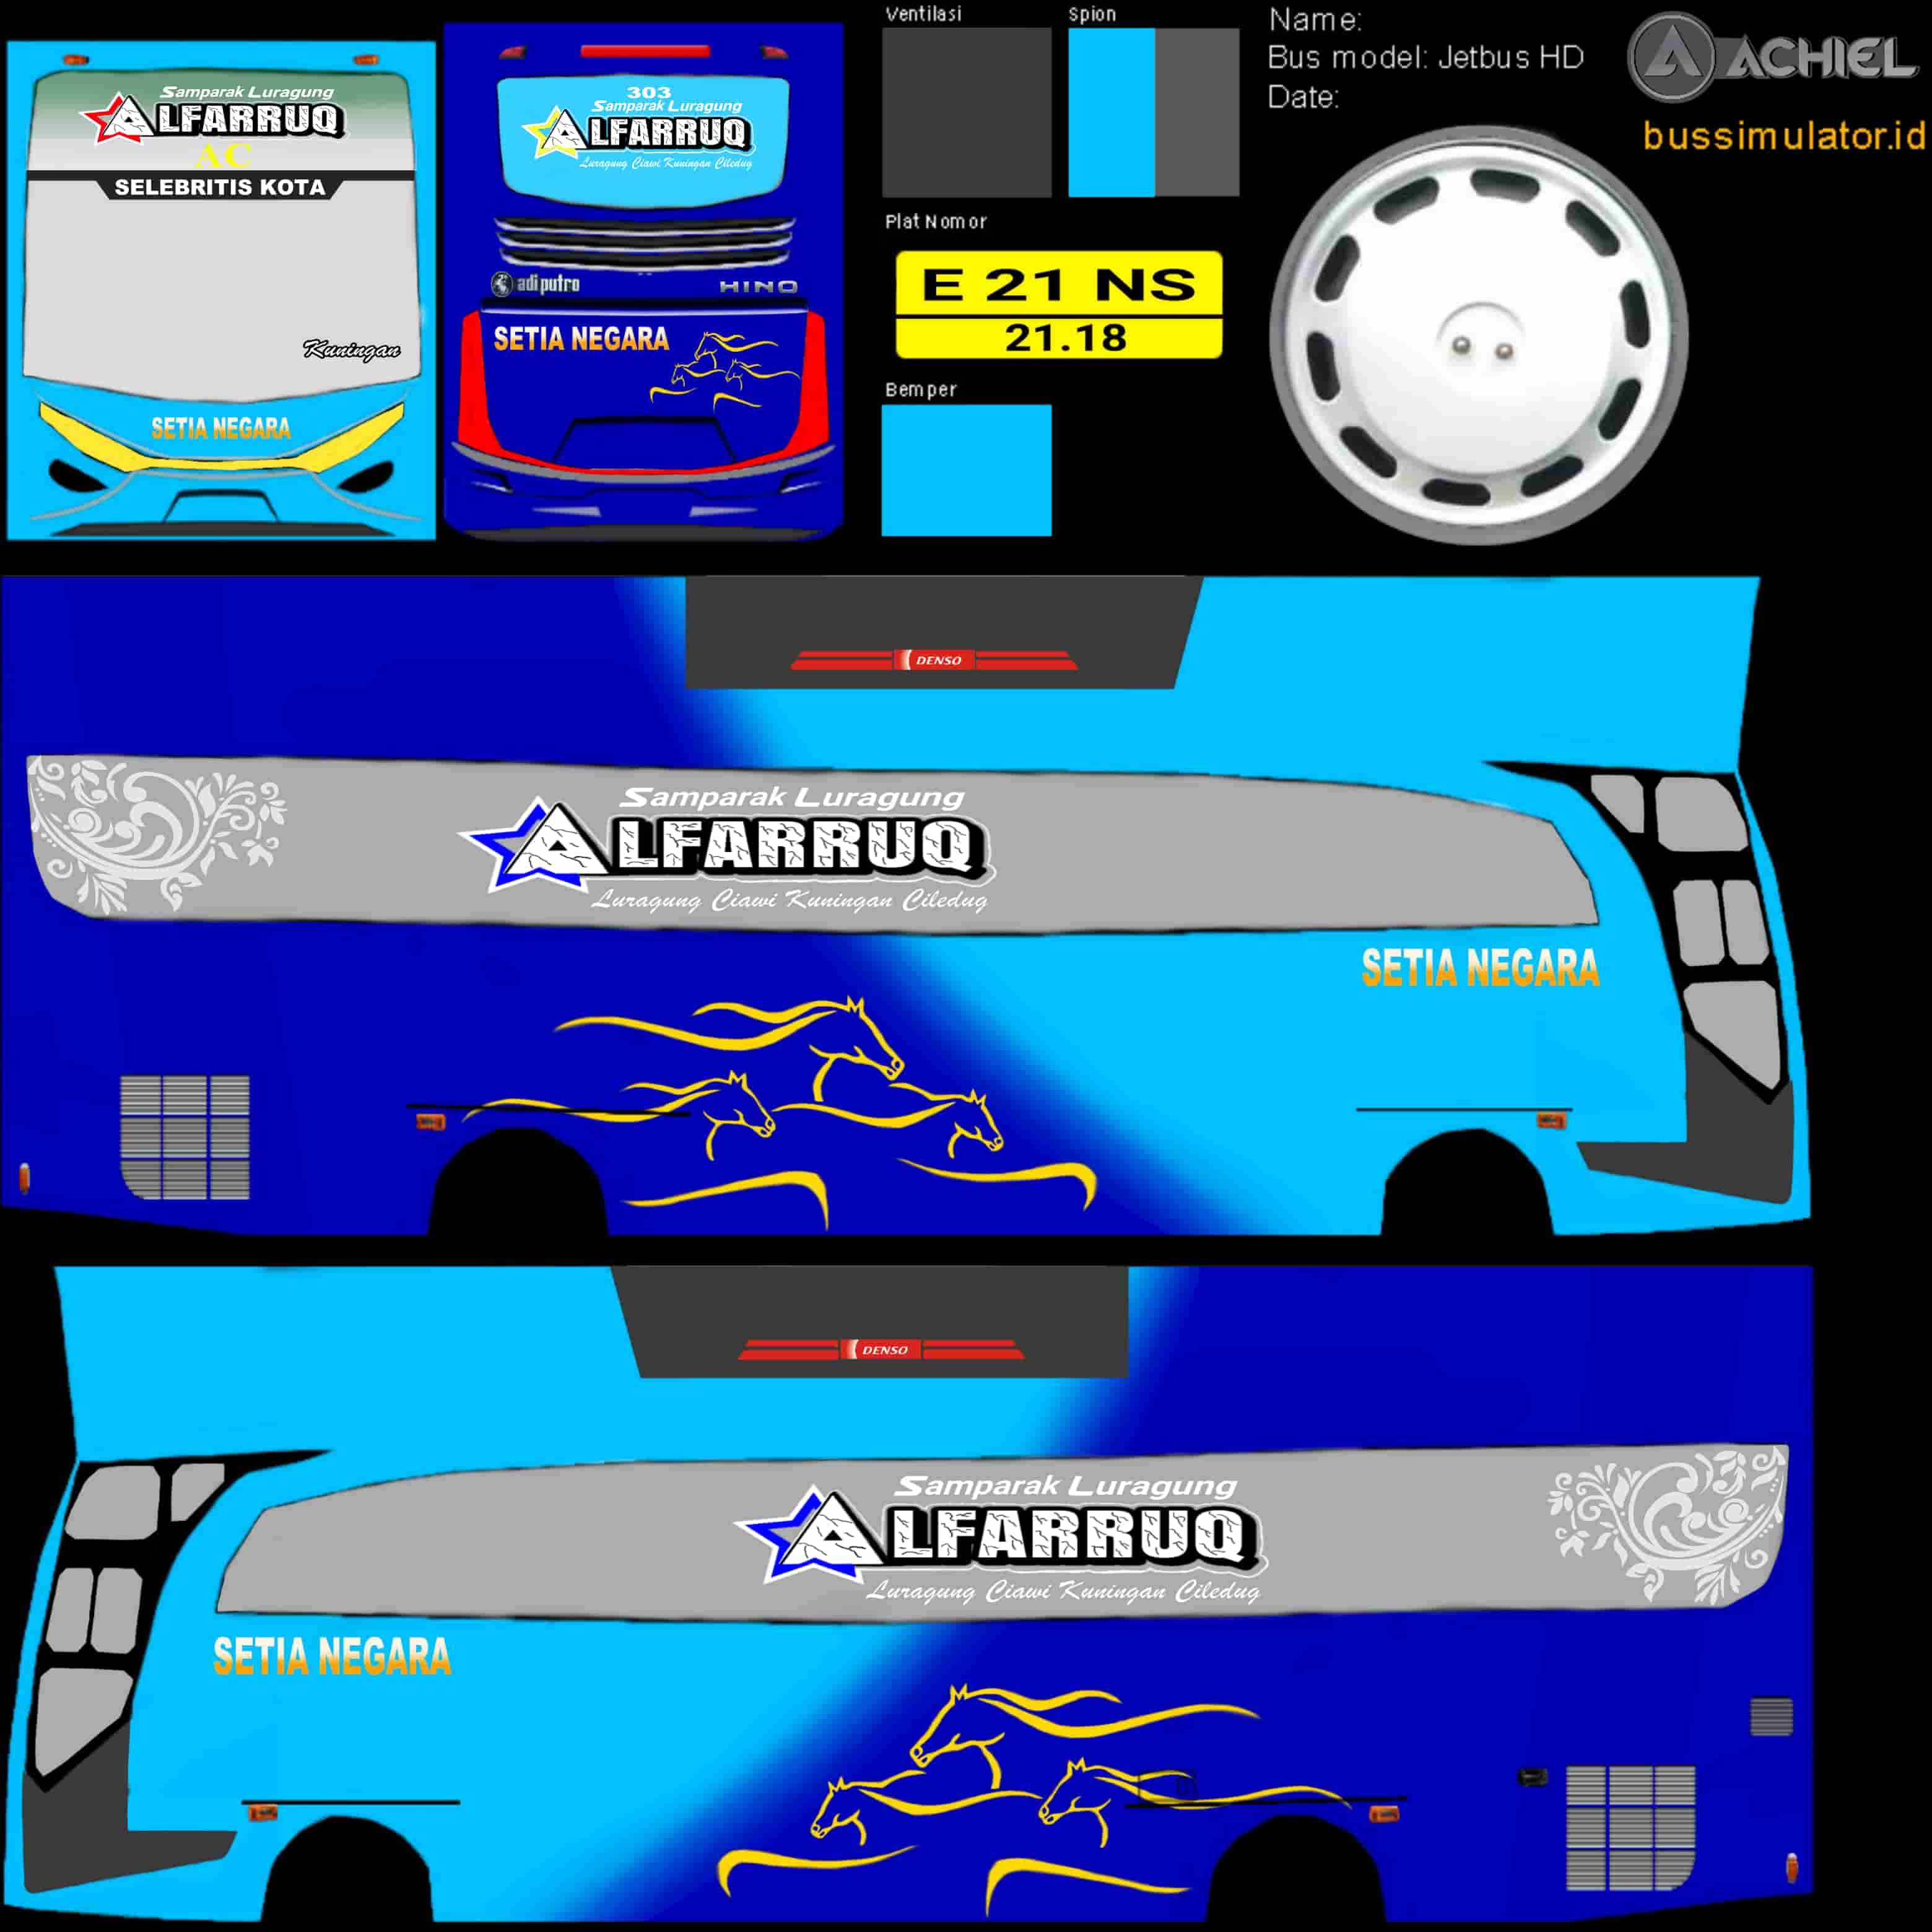 Ventilasi
Spion
Name:
Bus model: Jetbus HD
Date:
ACHIEL
bussimulator.id
Samparak Luragung
ALFARRUQ
AC
SELEBRITIS KOTA
Kuningan
SETIA NEGARA
303
Samparak Luragung
ALFARRUQ
Luragung Ciawi Kuningan Ciledug
adiputro
HINO
SETIA NEGARA
Plat Nomor
E 21 NS
21.18
Bemper
DENSO
Samparak Luragung
ALFARRUQ
Luragung Ciawi Kuningan Ciledug
SETIA NEGARA
DENSO
Samparak Luragung
ALFARRUQ
Luragung Ciawi Kuningan Ciledug
SETIA NEGARA